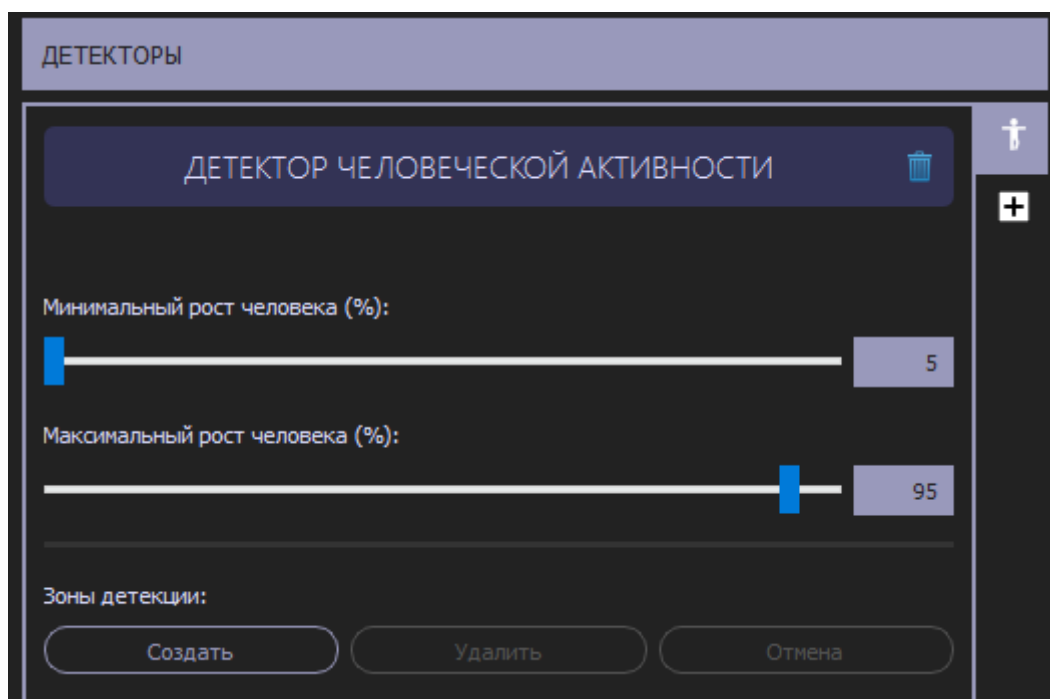 ДЕТЕКТОРЫ
ДЕТЕКТОР ЧЕЛОВЕЧЕСКОЙ АКТИВНОСТИ
Минимальный рост человека (%):
5
Максимальный рост человека (%):
95
Зоны детекции:
Создать Удалить Отмена